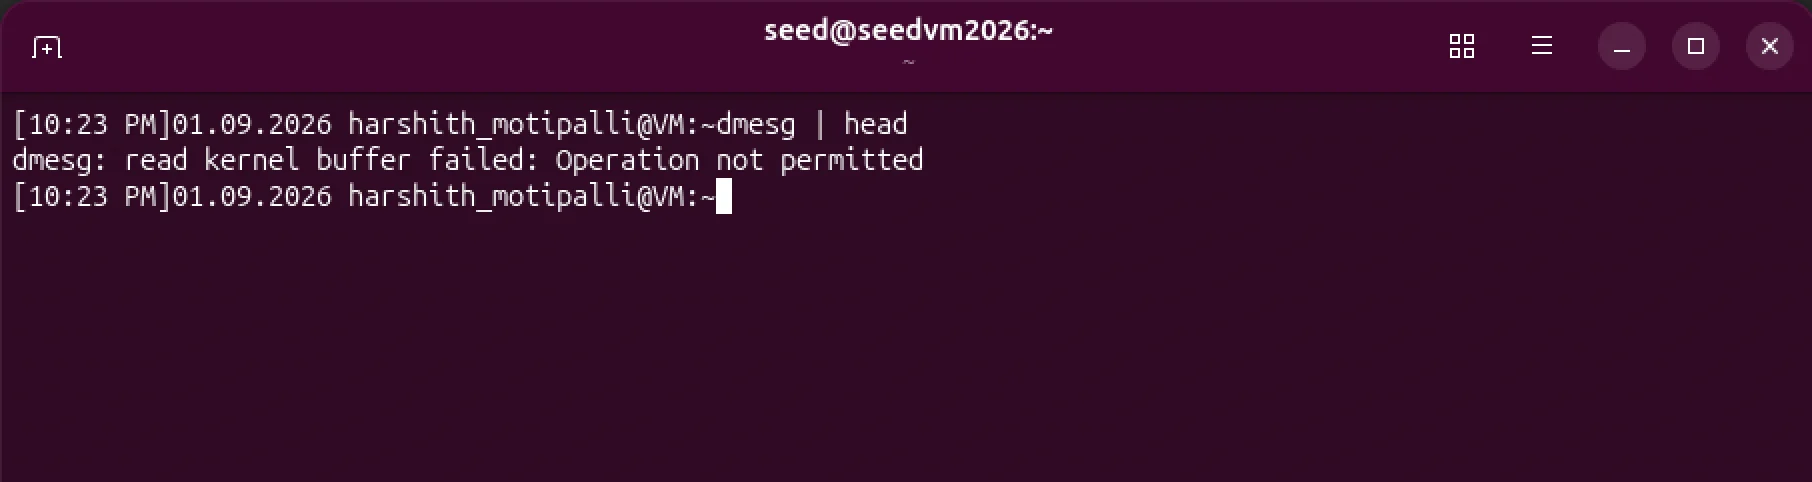 seed@seedvm2026:~
~
[10:23 PM]01.09.2026 harshith_motipalli@VM:~dmesg | head
dmesg: read kernel buffer failed: Operation not permitted
[10:23 PM]01.09.2026 harshith_motipalli@VM:~